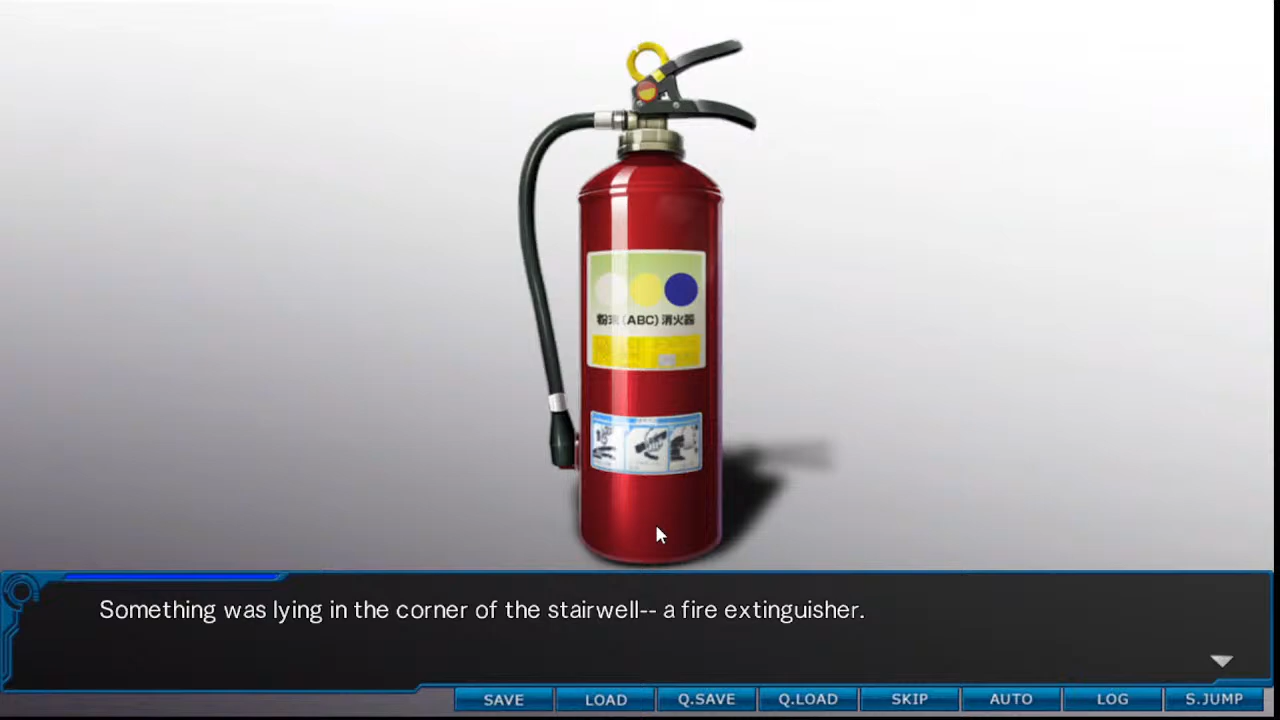 粉末(ABC)消火器
Something was lying in the corner of the stairwell-- a fire extinguisher.
SAVE LOAD Q.SAVE Q.LOAD SKIP AUTO LOG S.JUMP